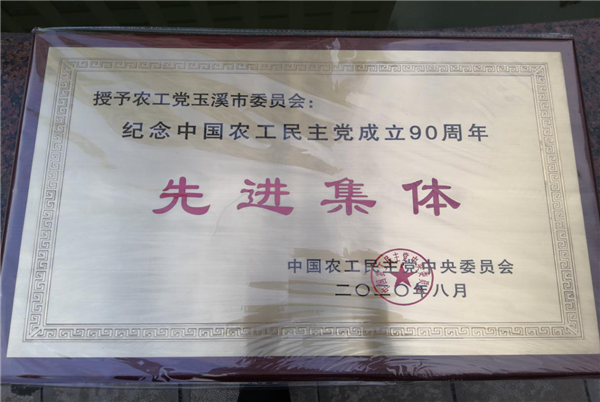 授予农工党玉溪市委员会：
纪念中国农工民主党成立90周年
先进集体
中国农工民主党中央委员会
二〇二〇年八月